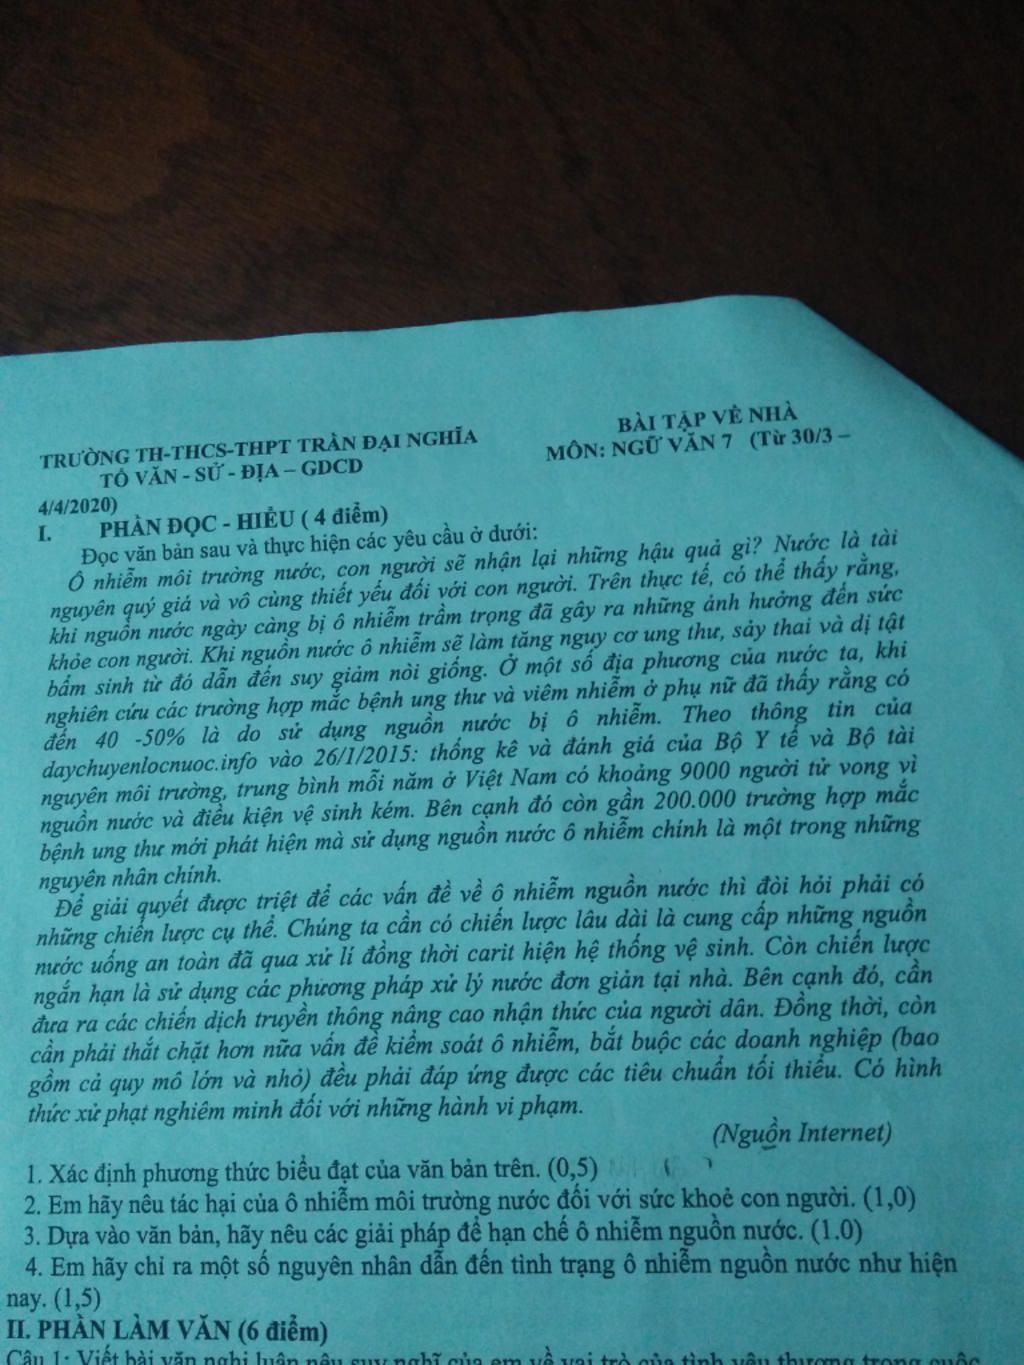 TRƯỜNG TH-THCS-THPT TRẦN ĐẠI NGHĨA
BÀI TẬP VỀ NHÀ
TỔ VĂN - SỬ - ĐỊA – GDCD
MÔN: NGỮ VĂN 7 (Từ 30/3 –
4/4/2020)
I. PHẦN ĐỌC - HIỂU ( 4 điểm)
Đọc văn bản sau và thực hiện các yêu cầu ở dưới:
Ô nhiễm môi trường nước, con người sẽ nhận lại những hậu quả gì? Nước là tài
nguyên quý giá và vô cùng thiết yếu đối với con người. Trên thực tế, có thể thấy rằng,
khi nguồn nước ngày càng bị ô nhiễm trầm trọng đã gây ra những ảnh hưởng đến sức
khỏe con người. Khi nguồn nước ô nhiễm sẽ làm tăng nguy cơ ung thư, sảy thai và dị tật
bẩm sinh từ đó dẫn đến suy giảm nòi giống. Ở một số địa phương của nước ta, khi
nghiên cứu các trường hợp mắc bệnh ung thư và viêm nhiễm ở phụ nữ đã thấy rằng có
đến 40 -50% là do sử dụng nguồn nước bị ô nhiễm. Theo thông tin của
daychuyenlocnuoc.info vào 26/1/2015: thống kê và đánh giá của Bộ Y tế và Bộ tài
nguyên môi trường, trung bình mỗi năm ở Việt Nam có khoảng 9000 người tử vong vì
nguồn nước và điều kiện vệ sinh kém. Bên cạnh đó còn gần 200.000 trường hợp mắc
bệnh ung thư mới phát hiện mà sử dụng nguồn nước ô nhiễm chính là một trong những
nguyên nhân chính.
Để giải quyết được triệt để các vấn đề về ô nhiễm nguồn nước thì đòi hỏi phải có
những chiến lược cụ thể. Chúng ta cần có chiến lược lâu dài là cung cấp những nguồn
nước uống an toàn đã qua xử lí đồng thời carit hiện hệ thống vệ sinh. Còn chiến lược
ngắn hạn là sử dụng các phương pháp xử lý nước đơn giản tại nhà. Bên cạnh đó, cần
đưa ra các chiến dịch truyền thông nâng cao nhận thức của người dân. Đồng thời, còn
cần phải thắt chặt hơn nữa vấn đề kiểm soát ô nhiễm, bắt buộc các doanh nghiệp (bao
gồm cả quy mô lớn và nhỏ) đều phải đáp ứng được các tiêu chuẩn tối thiểu. Có hình
thức xử phạt nghiêm minh đối với những hành vi phạm.
(Nguồn Internet)
1. Xác định phương thức biểu đạt của văn bản trên. (0,5)
2. Em hãy nêu tác hại của ô nhiễm môi trường nước đối với sức khoẻ con người. (1,0)
3. Dựa vào văn bản, hãy nêu các giải pháp để hạn chế ô nhiễm nguồn nước. (1.0)
4. Em hãy chỉ ra một số nguyên nhân dẫn đến tình trạng ô nhiễm nguồn nước như hiện
nay. (1,5)
II. PHẦN LÀM VĂN (6 điểm)
Câu 1: Viết bài văn nghị luận nêu suy nghĩ của em về vai trò của tình yêu thương trong cuộc